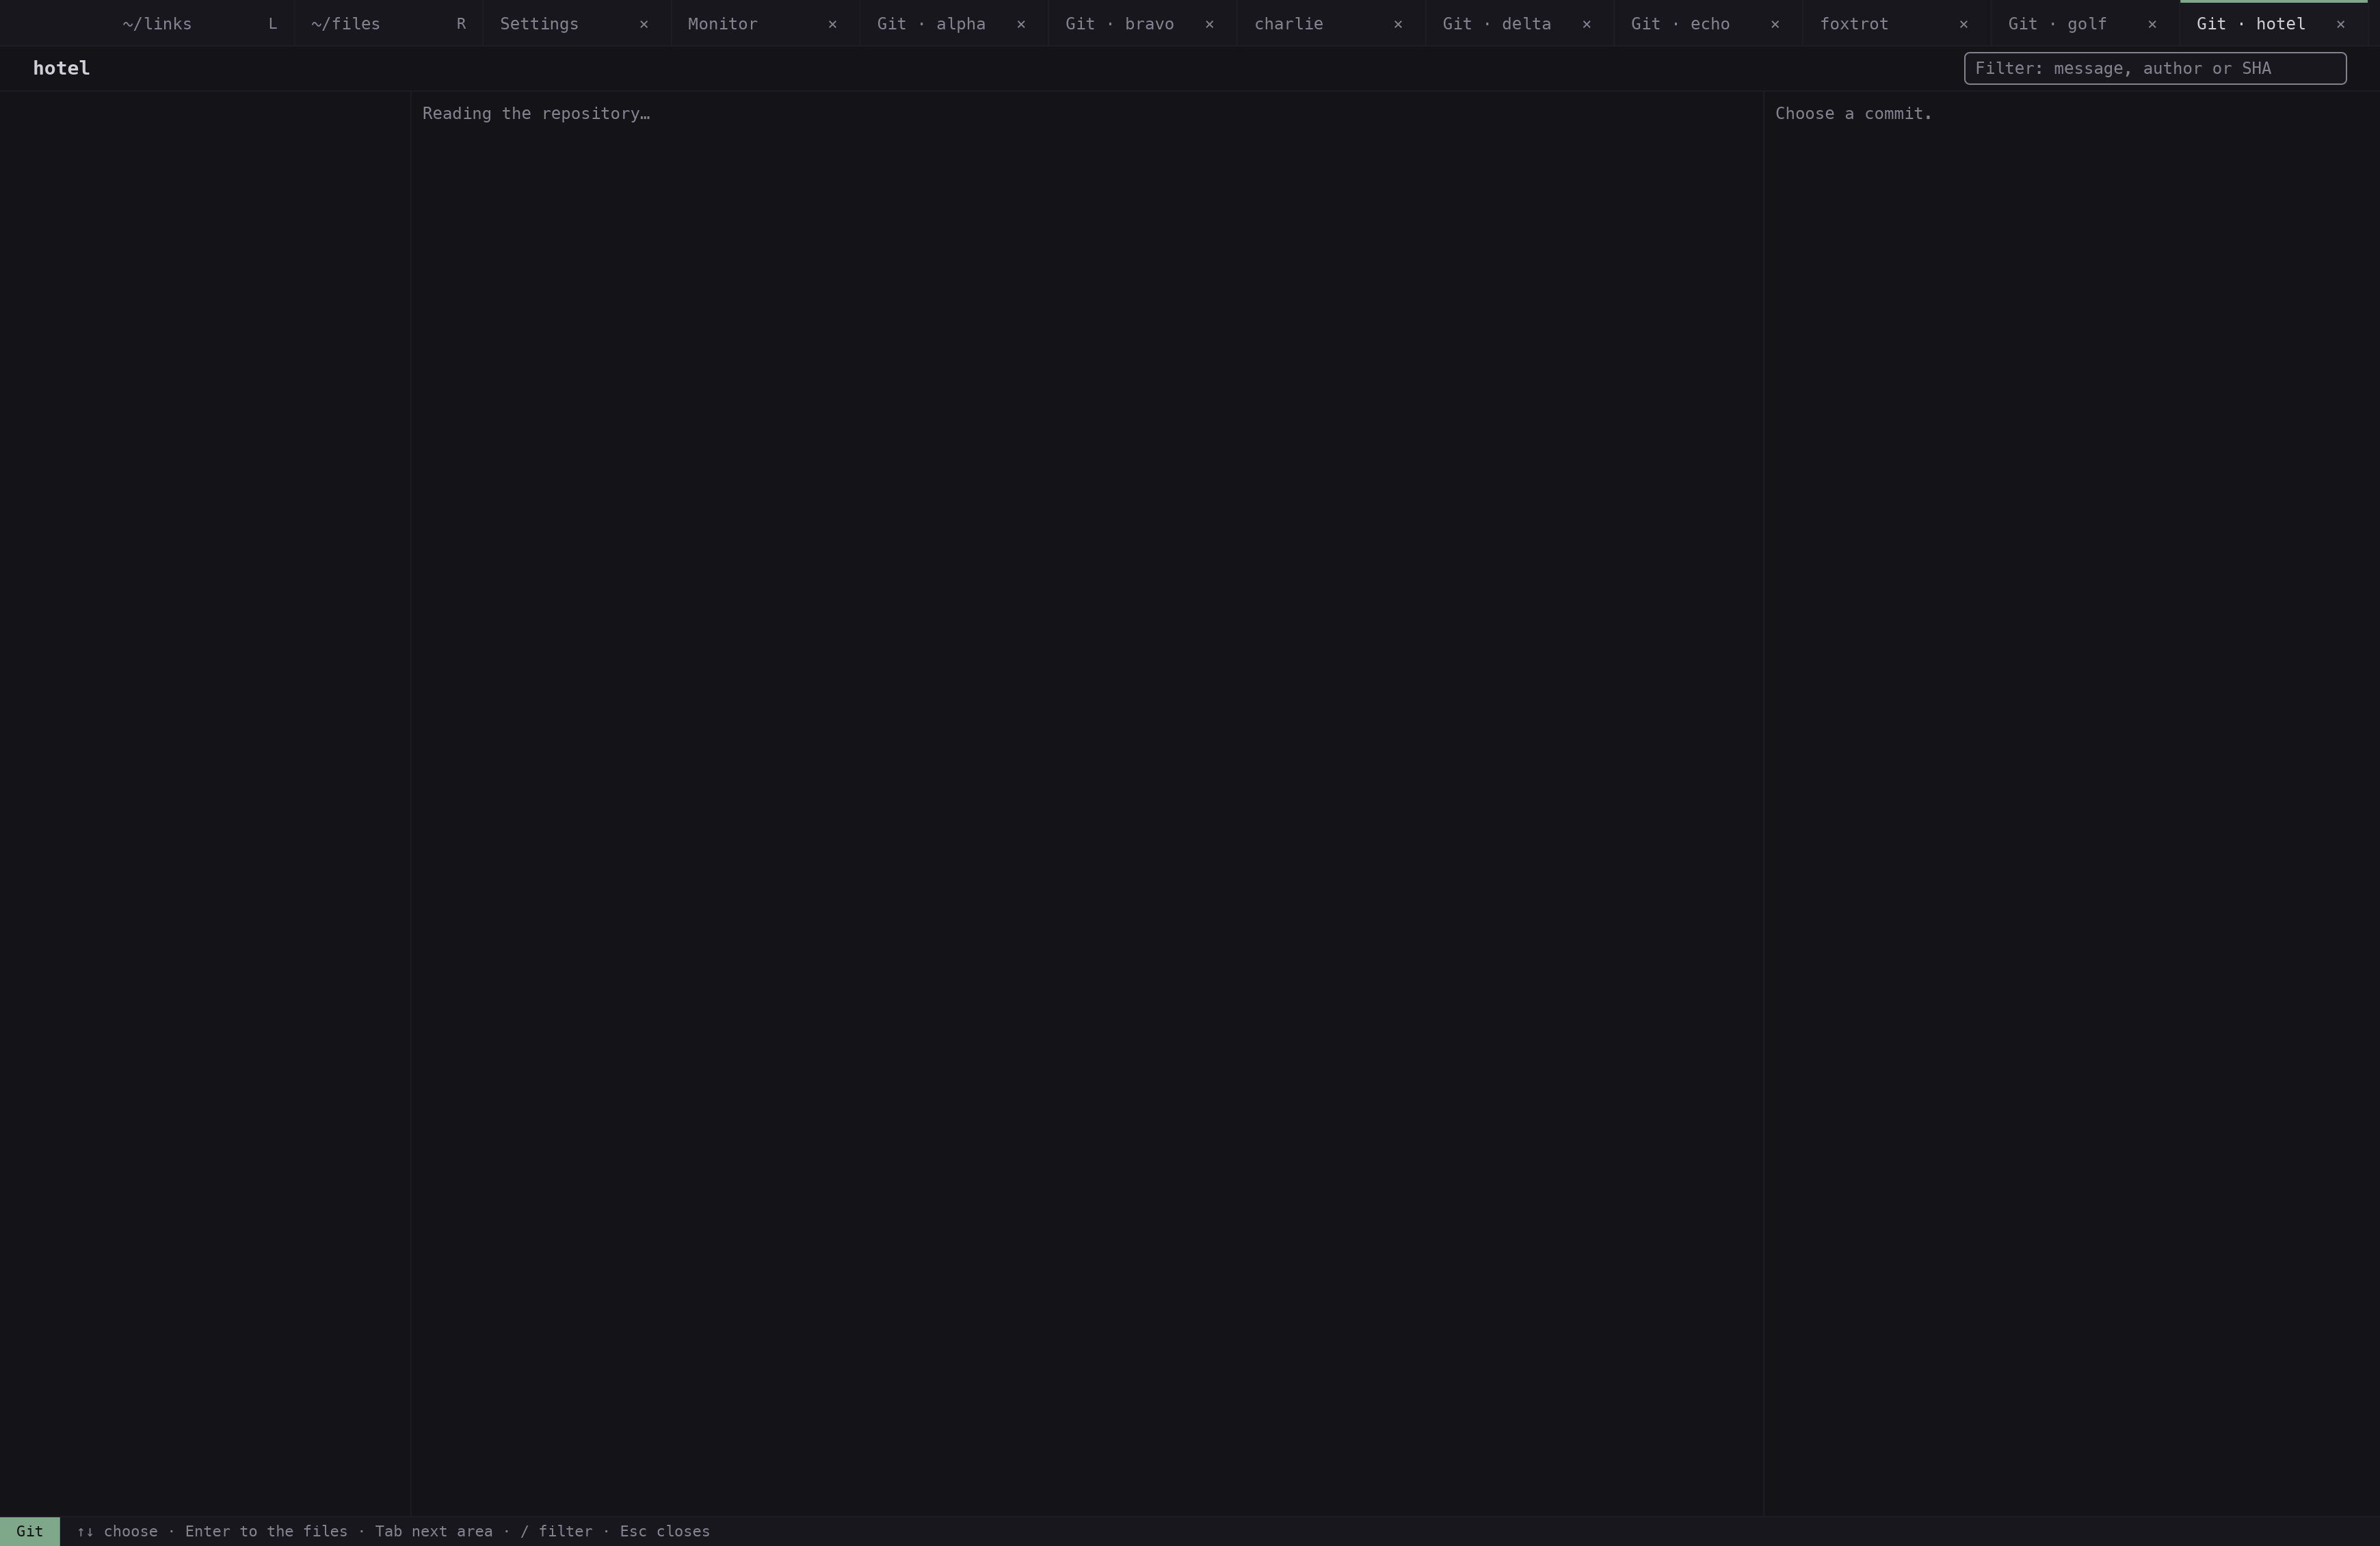 ~/links L ~/files R Settings × Monitor × Git · alpha × Git · bravo × charlie × Git · delta × Git · echo × foxtrot × Git · golf × Git · hotel ×
hotel Filter: message, author or SHA
Reading the repository… Choose a commit.
Git ↑↓ choose · Enter to the files · Tab next area · / filter · Esc closes